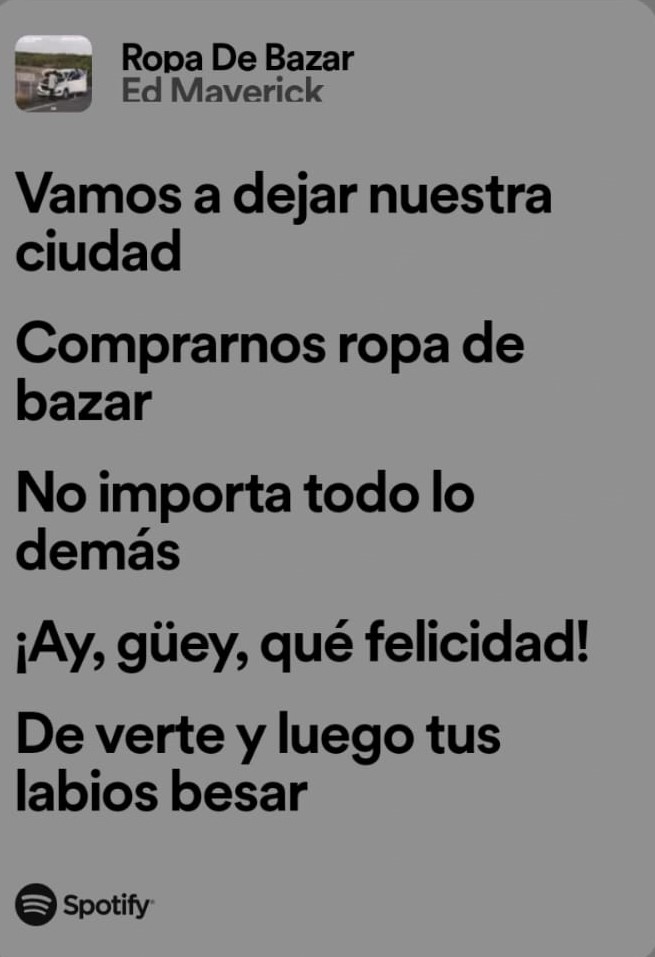 Ropa De Bazar
Ed Maverick
Vamos a dejar nuestra
ciudad
Comprarnos ropa de
bazar
No importa todo lo
demás
¡Ay, güey, qué felicidad!
De verte y luego tus
labios besar
Spotify